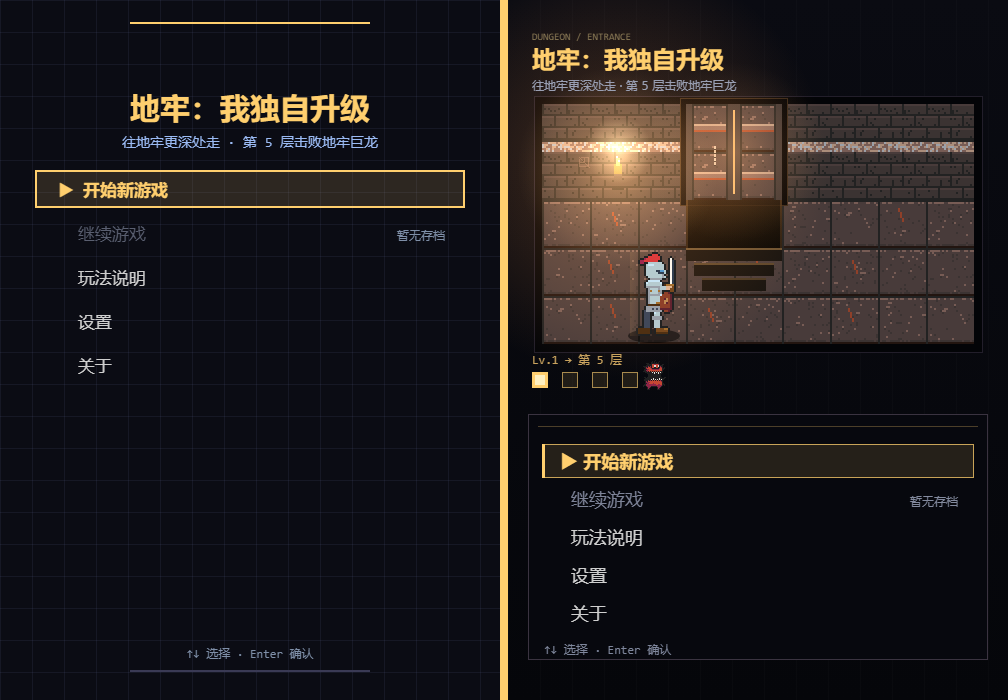 地牢：我独自升级
往地牢更深处走 · 第 5 层击败地牢巨龙
▶ 开始新游戏
继续游戏 暂无存档
玩法说明
设置
关于
↑↓ 选择 · Enter 确认
DUNGEON / ENTRANCE
地牢：我独自升级
往地牢更深处走 · 第 5 层击败地牢巨龙
Lv.1 → 第 5 层
▶ 开始新游戏
继续游戏 暂无存档
玩法说明
设置
关于
↑↓ 选择 · Enter 确认